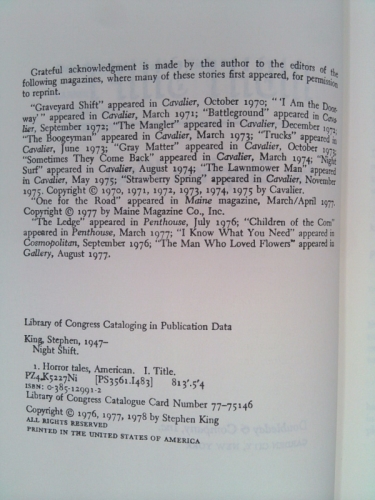 Grateful acknowledgment is made by the author to the editors of the
following magazines, where many of these stories first appeared, for permission
to reprint.
"Graveyard Shift" appeared in Cavalier, October 1970; "'I Am the Door-
way'" appeared in Cavalier, March 1971; "Battleground" appeared in Cava-
lier, September 1972; "The Mangler" appeared in Cavalier, December 1972;
"The Boogeyman" appeared in Cavalier, March 1973; "Trucks" appeared in
Cavalier, June 1973; "Gray Matter" appeared in Cavalier, October 1973;
"Sometimes They Come Back" appeared in Cavalier, March 1974; "Night
Surf" appeared in Cavalier, August 1974; "The Lawnmower Man" appeared
in Cavalier, May 1975; "Strawberry Spring" appeared in Cavalier, November
1975. Copyright © 1970, 1971, 1972, 1973, 1974, 1975 by Cavalier.
"One for the Road" appeared in Maine magazine, March/April 1977.
Copyright © 1977 by Maine Magazine Co., Inc.
"The Ledge" appeared in Penthouse, July 1976; "Children of the Corn"
appeared in Penthouse, March 1977; "I Know What You Need" appeared in
Cosmopolitan, September 1976; "The Man Who Loved Flowers" appeared in
Gallery, August 1977.
Library of Congress Cataloging in Publication Data
King, Stephen, 1947–
Night Shift.
1. Horror tales, American. I. Title.
PZ4.K5227Ni [PS3561.I483] 813'.5'4
ISBN: 0-385-12991-2
Library of Congress Catalogue Card Number 77–75146
Copyright © 1976, 1977, 1978 by Stephen King
ALL RIGHTS RESERVED
PRINTED IN THE UNITED STATES OF AMERICA